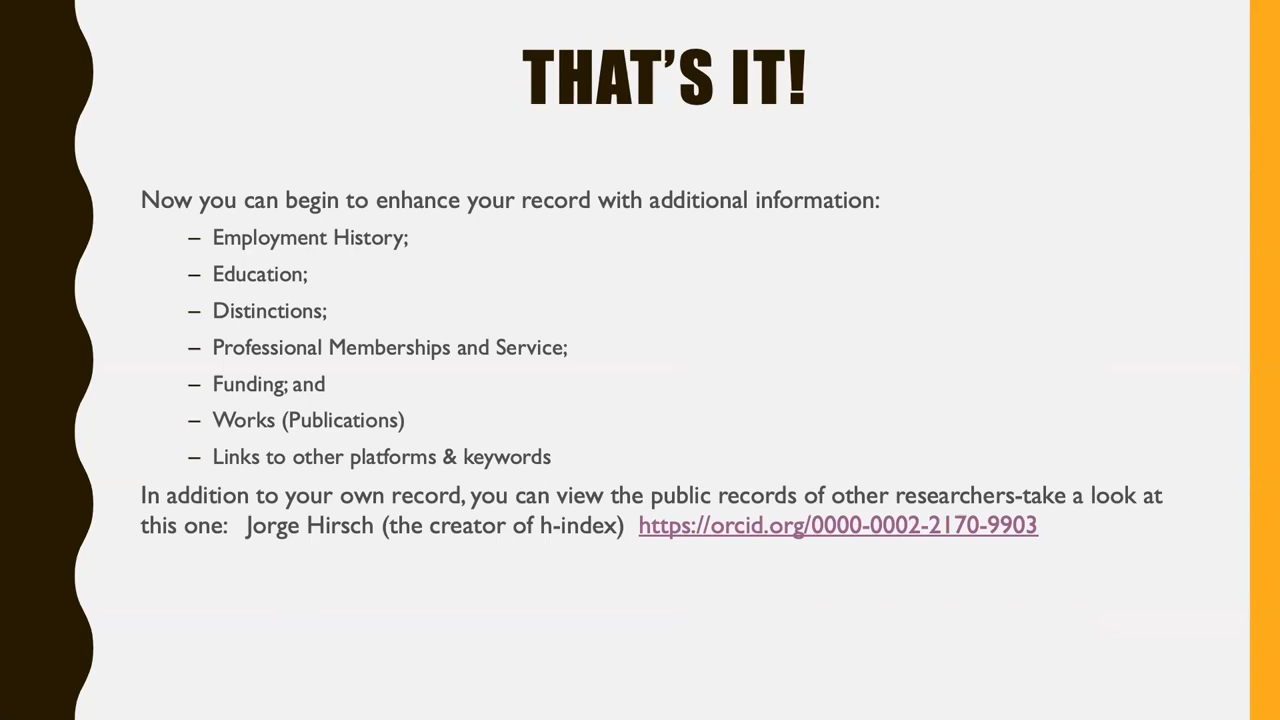 THAT’S IT!
Now you can begin to enhance your record with additional information:
– Employment History;
– Education;
– Distinctions;
– Professional Memberships and Service;
– Funding; and
– Works (Publications)
– Links to other platforms & keywords
In addition to your own record, you can view the public records of other researchers-take a look at
this one: Jorge Hirsch (the creator of h-index) https://orcid.org/0000-0002-2170-9903